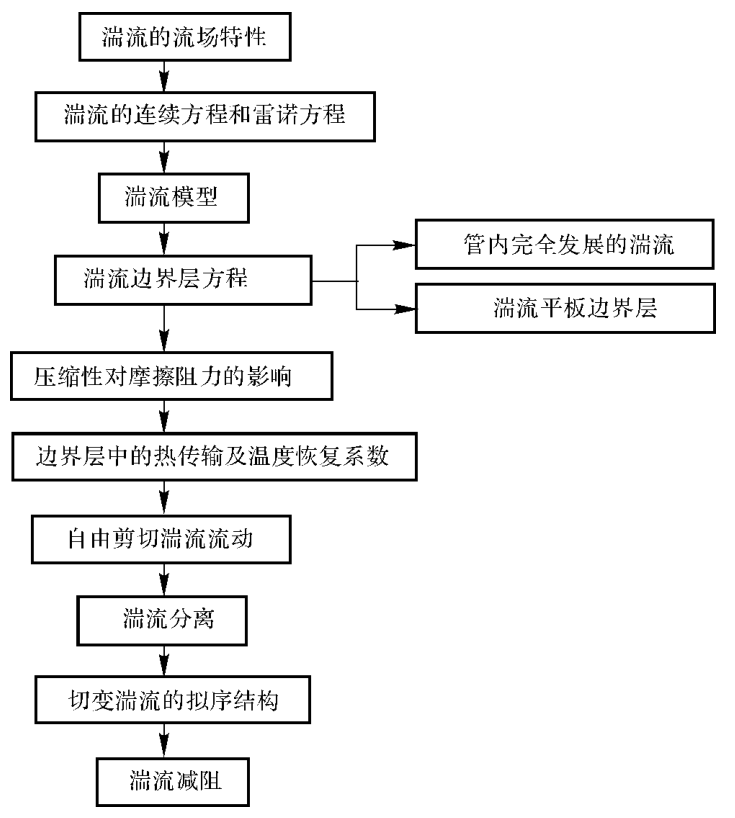 湍流的流场特性
湍流的连续方程和雷诺方程
湍流模型
湍流边界层方程
管内完全发展的湍流
湍流平板边界层
压缩性对摩擦阻力的影响
边界层中的热传输及温度恢复系数
自由剪切湍流流动
湍流分离
切变湍流的拟序结构
湍流减阻